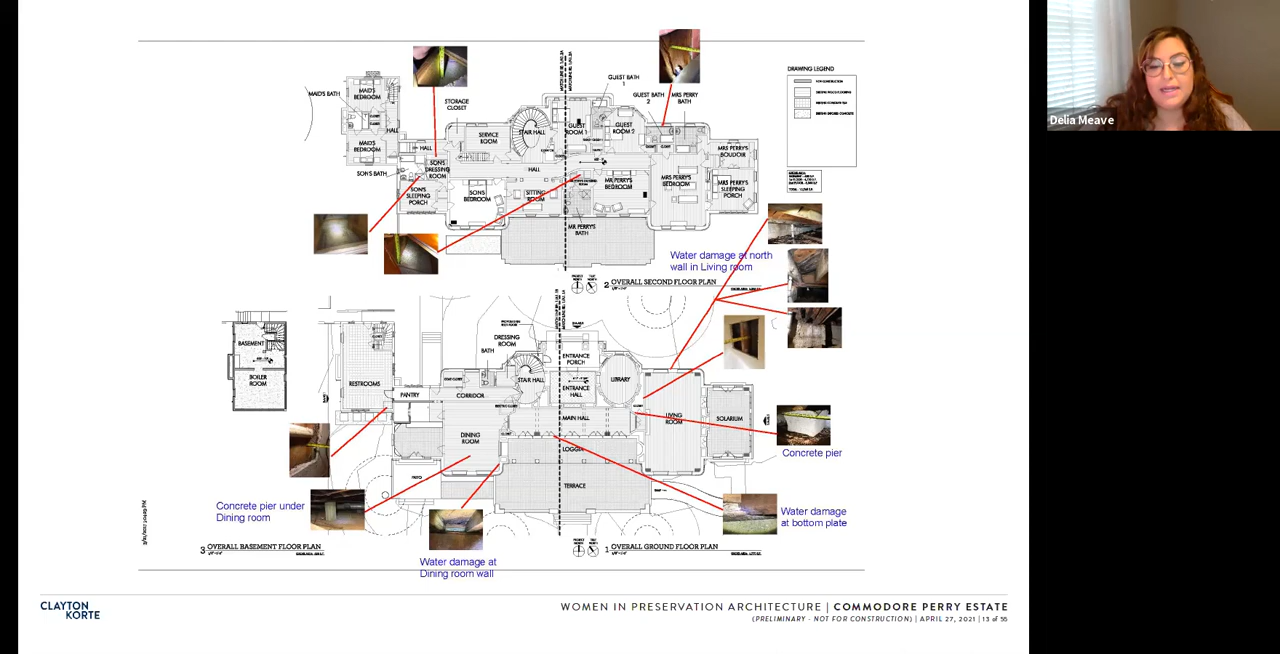 DRAWING LEGEND
GUEST BATH
1
GUEST BATH
2
MRS PERRY
BATH
MAID'S BATH
MAID'S
BEDROOM
STORAGE
CLOSET
HALL
MAID'S
BEDROOM
SERVICE
ROOM
STAIR HALL
GUEST
ROOM 1
GUEST
ROOM 2
HALL
SON'S
DRESSING
ROOM
SON'S BATH
HALL
MRS PERRY'S
BOUDOIR
SON'S
SLEEPING
PORCH
SON'S
BEDROOM
SITTING
ROOM
MR PERRY'S
BEDROOM
MRS PERRY'S
BEDROOM
MRS PERRY'S
SLEEPING
PORCH
MR PERRY'S
BATH
Water damage at north
wall in Living room
2 OVERALL SECOND FLOOR PLAN
BASEMENT
BOILER
ROOM
RESTROOMS
DRESSING
ROOM
BATH
ENTRANCE
PORCH
STAIR HALL
ENTRANCE
HALL
LIBRARY
PANTRY
CORRIDOR
MAIN HALL
LIVING
ROOM
SOLARIUM
DINING
ROOM
LOGGIA
TERRACE
PATIO
Concrete pier
Concrete pier under
Dining room
Water damage
at bottom plate
Water damage at
Dining room wall
3 OVERALL BASEMENT FLOOR PLAN
1 OVERALL GROUND FLOOR PLAN
CLAYTON
KORTE
WOMEN IN PRESERVATION ARCHITECTURE | COMMODORE PERRY ESTATE
(PRELIMINARY - NOT FOR CONSTRUCTION) | APRIL 27, 2021 | 13 of 55
Delia Meave